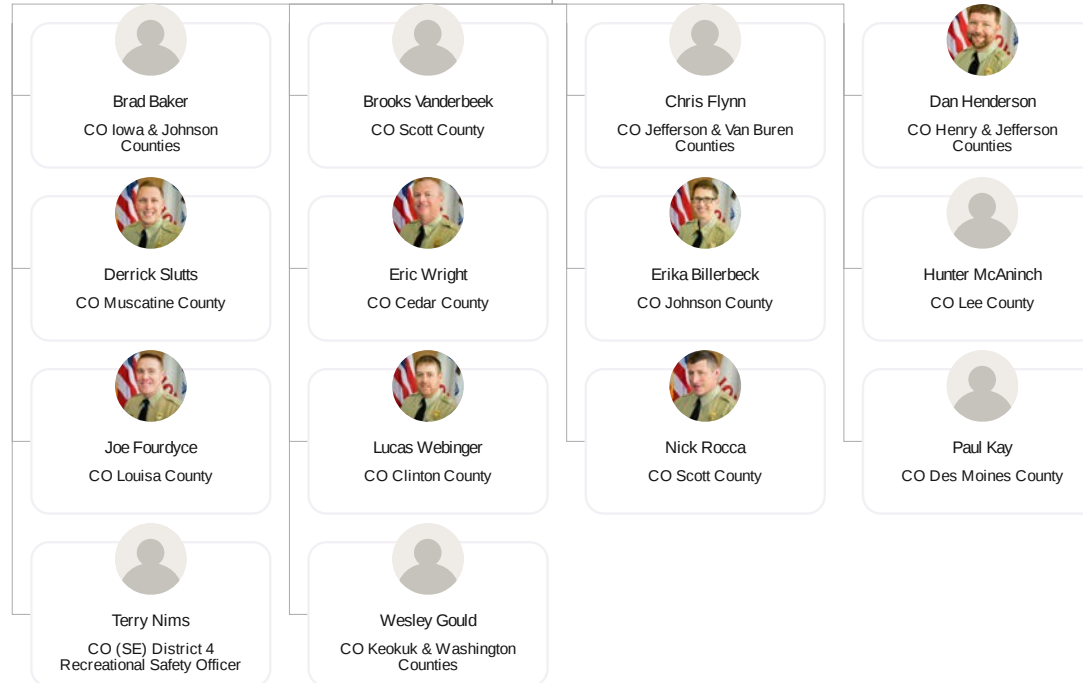 Brad Baker
CO Iowa & Johnson
Counties
Brooks Vanderbeek
CO Scott County
Chris Flynn
CO Jefferson & Van Buren
Counties
Dan Henderson
CO Henry & Jefferson
Counties
Derrick Slutts
CO Muscatine County
Eric Wright
CO Cedar County
Erika Billerbeck
CO Johnson County
Hunter McAninch
CO Lee County
Joe Fourdyce
CO Louisa County
Lucas Webinger
CO Clinton County
Nick Rocca
CO Scott County
Paul Kay
CO Des Moines County
Terry Nims
CO (SE) District 4
Recreational Safety Officer
Wesley Gould
CO Keokuk & Washington
Counties